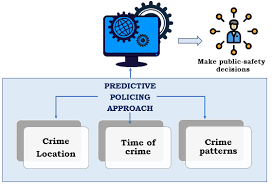 Make public-safety
decisions
PREDICTIVE
POLICING
APPROACH
Crime
Location
Time of
crime
Crime
patterns